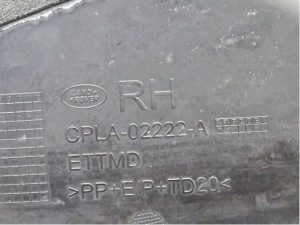 LAND ROVER
RH
CPLA-02222-A
ETTMD
>PP+E/P+TD20<